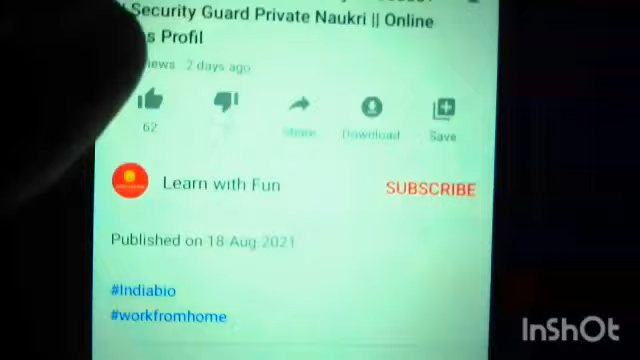 Security Guard Private Naukri || Online
Profil
2 days ago
62
Share
Download
Save
Learn with Fun
SUBSCRIBE
Published on 18 Aug 2021
#Indiabio
#workfromhome
InShOt